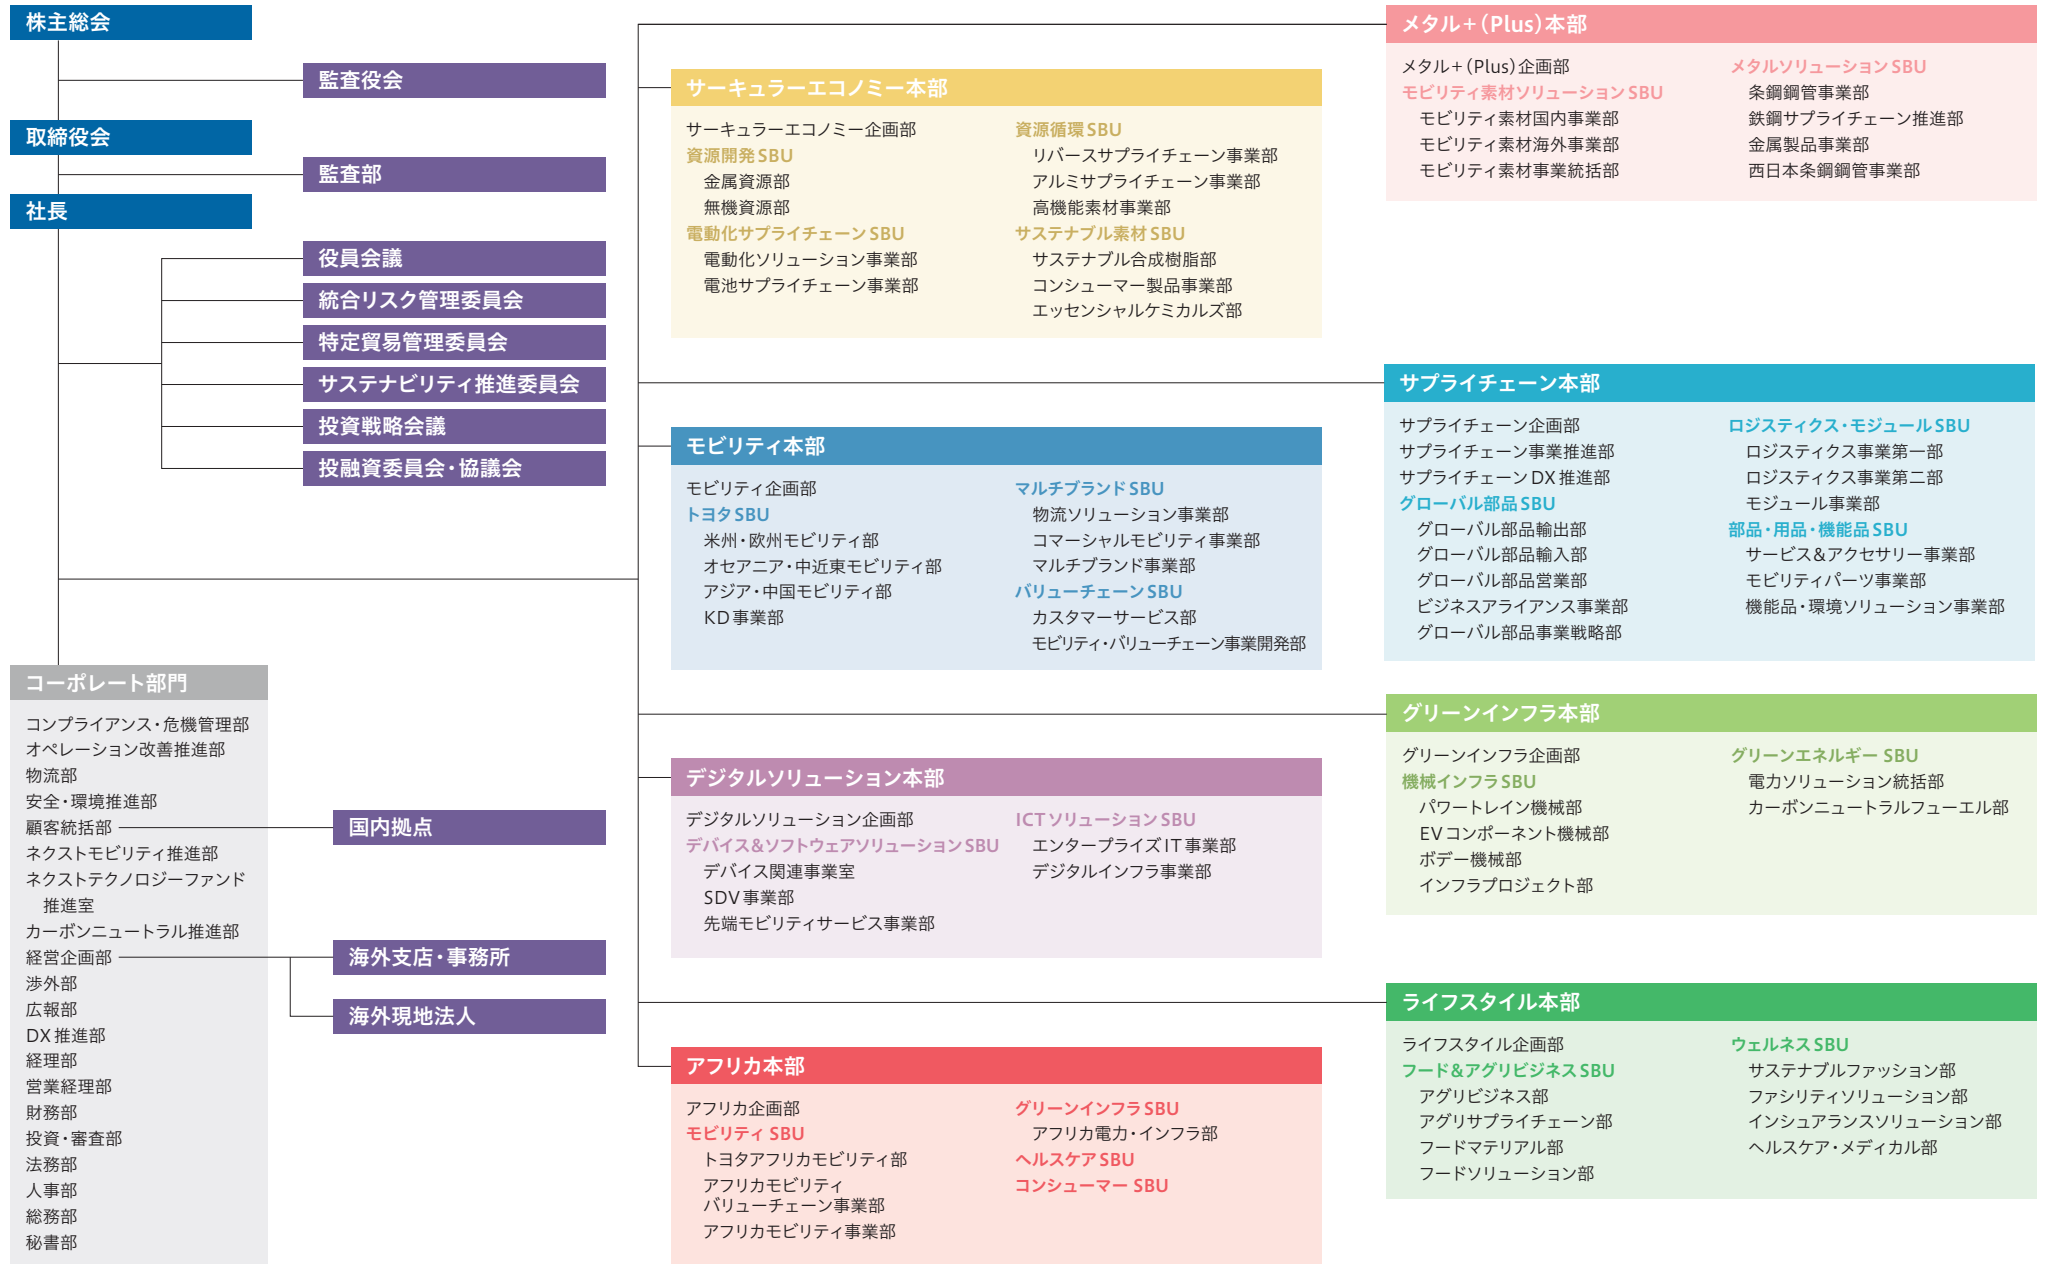 株主総会
監査役会
取締役会
監査部
社長
役員会議
統合リスク管理委員会
特定貿易管理委員会
サステナビリティ推進委員会
投資戦略会議
投融資委員会・協議会
コーポレート部門
コンプライアンス・危機管理部
オペレーション改善推進部
物流部
安全・環境推進部
顧客統括部
ネクストモビリティ推進部
ネクストテクノロジーファンド
推進室
カーボンニュートラル推進部
経営企画部
渉外部
広報部
DX推進部
経理部
営業経理部
財務部
投資・審査部
法務部
人事部
総務部
秘書部
国内拠点
海外支店・事務所
海外現地法人
メタル＋（Plus）本部
メタル＋（Plus）企画部
モビリティ素材ソリューションSBU
モビリティ素材国内事業部
モビリティ素材海外事業部
モビリティ素材事業統括部
メタルソリューションSBU
条鋼鋼管事業部
鉄鋼サプライチェーン推進部
金属製品事業部
西日本条鋼鋼管事業部
サーキュラーエコノミー本部
サーキュラーエコノミー企画部
資源開発SBU
金属資源部
無機資源部
電動化サプライチェーンSBU
電動化ソリューション事業部
電池サプライチェーン事業部
資源循環SBU
リバースサプライチェーン事業部
アルミサプライチェーン事業部
高機能素材事業部
サステナブル素材SBU
サステナブル合成樹脂部
コンシューマー製品事業部
エッセンシャルケミカルズ部
サプライチェーン本部
サプライチェーン企画部
サプライチェーン事業推進部
サプライチェーンDX推進部
グローバル部品SBU
グローバル部品輸出部
グローバル部品輸入部
グローバル部品営業部
ビジネスアライアンス事業部
グローバル部品事業戦略部
ロジスティクス・モジュールSBU
ロジスティクス事業第一部
ロジスティクス事業第二部
モジュール事業部
部品・用品・機能品SBU
サービス&アクセサリー事業部
モビリティパーツ事業部
機能品・環境ソリューション事業部
モビリティ本部
モビリティ企画部
トヨタSBU
米州・欧州モビリティ部
オセアニア・中近東モビリティ部
アジア・中国モビリティ部
KD事業部
マルチブランドSBU
物流ソリューション事業部
コマーシャルモビリティ事業部
マルチブランド事業部
バリューチェーンSBU
カスタマーサービス部
モビリティ・バリューチェーン事業開発部
グリーンインフラ本部
グリーンインフラ企画部
機械インフラSBU
パワートレイン機械部
EVコンポーネント機械部
ボデー機械部
インフラプロジェクト部
グリーンエネルギー SBU
電力ソリューション統括部
カーボンニュートラルフューエル部
デジタルソリューション本部
デジタルソリューション企画部
デバイス&ソフトウェアソリューションSBU
デバイス関連事業室
SDV事業部
先端モビリティサービス事業部
ICTソリューションSBU
エンタープライズIT事業部
デジタルインフラ事業部
ライフスタイル本部
ライフスタイル企画部
フード&アグリビジネスSBU
アグリビジネス部
アグリサプライチェーン部
フードマテリアル部
フードソリューション部
ウェルネスSBU
サステナブルファッション部
ファシリティソリューション部
インシュアランスソリューション部
ヘルスケア・メディカル部
アフリカ本部
アフリカ企画部
モビリティ SBU
トヨタアフリカモビリティ部
アフリカモビリティ
バリューチェーン事業部
アフリカモビリティ事業部
グリーンインフラSBU
アフリカ電力・インフラ部
ヘルスケアSBU
コンシューマー SBU